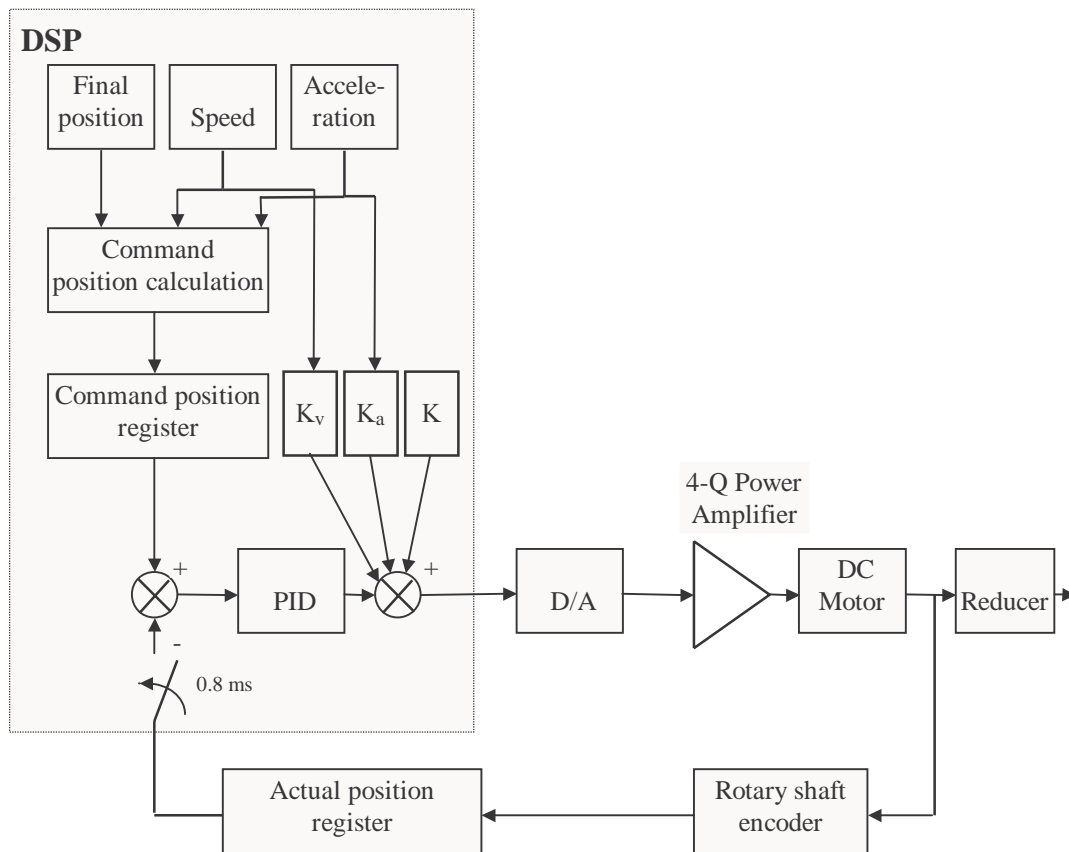 DSP
Final
position
Speed
Accele-
ration
Command
position calculation
Command position
register
Kv
Ka
K
4-Q Power
Amplifier
+
PID
+
D/A
DC
Motor
Reducer
-
0.8 ms
Actual position
register
Rotary shaft
encoder